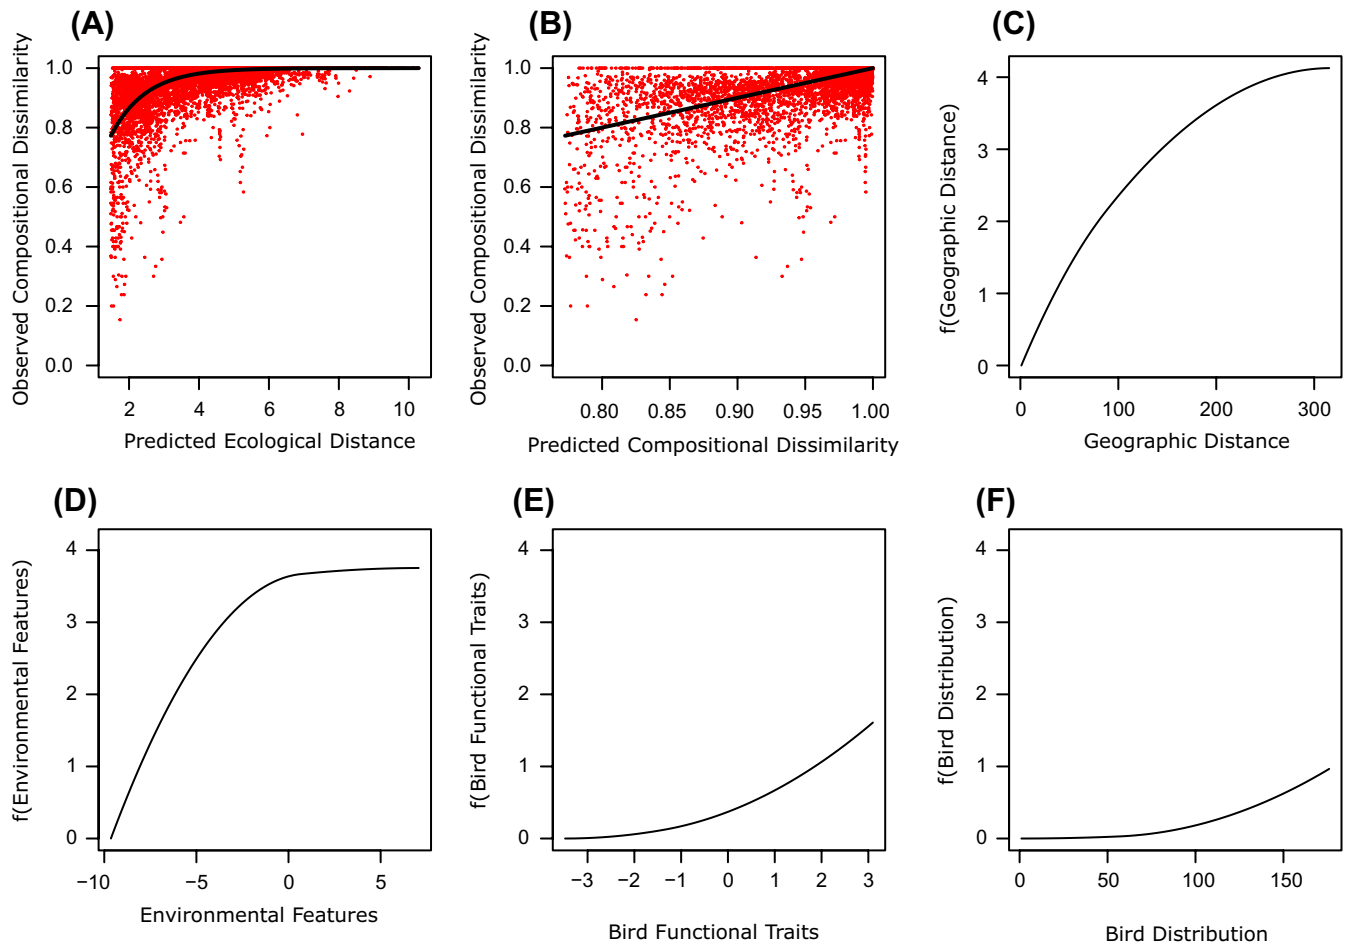 (A)
Observed Compositional Dissimilarity
1.0
0.8
0.6
0.4
0.2
0.0
2 4 6 8 10
Predicted Ecological Distance
(B)
Observed Compositional Dissimilarity
1.0
0.8
0.6
0.4
0.2
0.0
0.80 0.85 0.90 0.95 1.00
Predicted Compositional Dissimilarity
(C)
f(Geographic Distance)
4
3
2
1
0
0 100 200 300
Geographic Distance
(D)
f(Environmental Features)
4
3
2
1
0
−10 −5 0 5
Environmental Features
(E)
f(Bird Functional Traits)
4
3
2
1
0
−3 −2 −1 0 1 2 3
Bird Functional Traits
(F)
f(Bird Distribution)
4
3
2
1
0
0 50 100 150
Bird Distribution